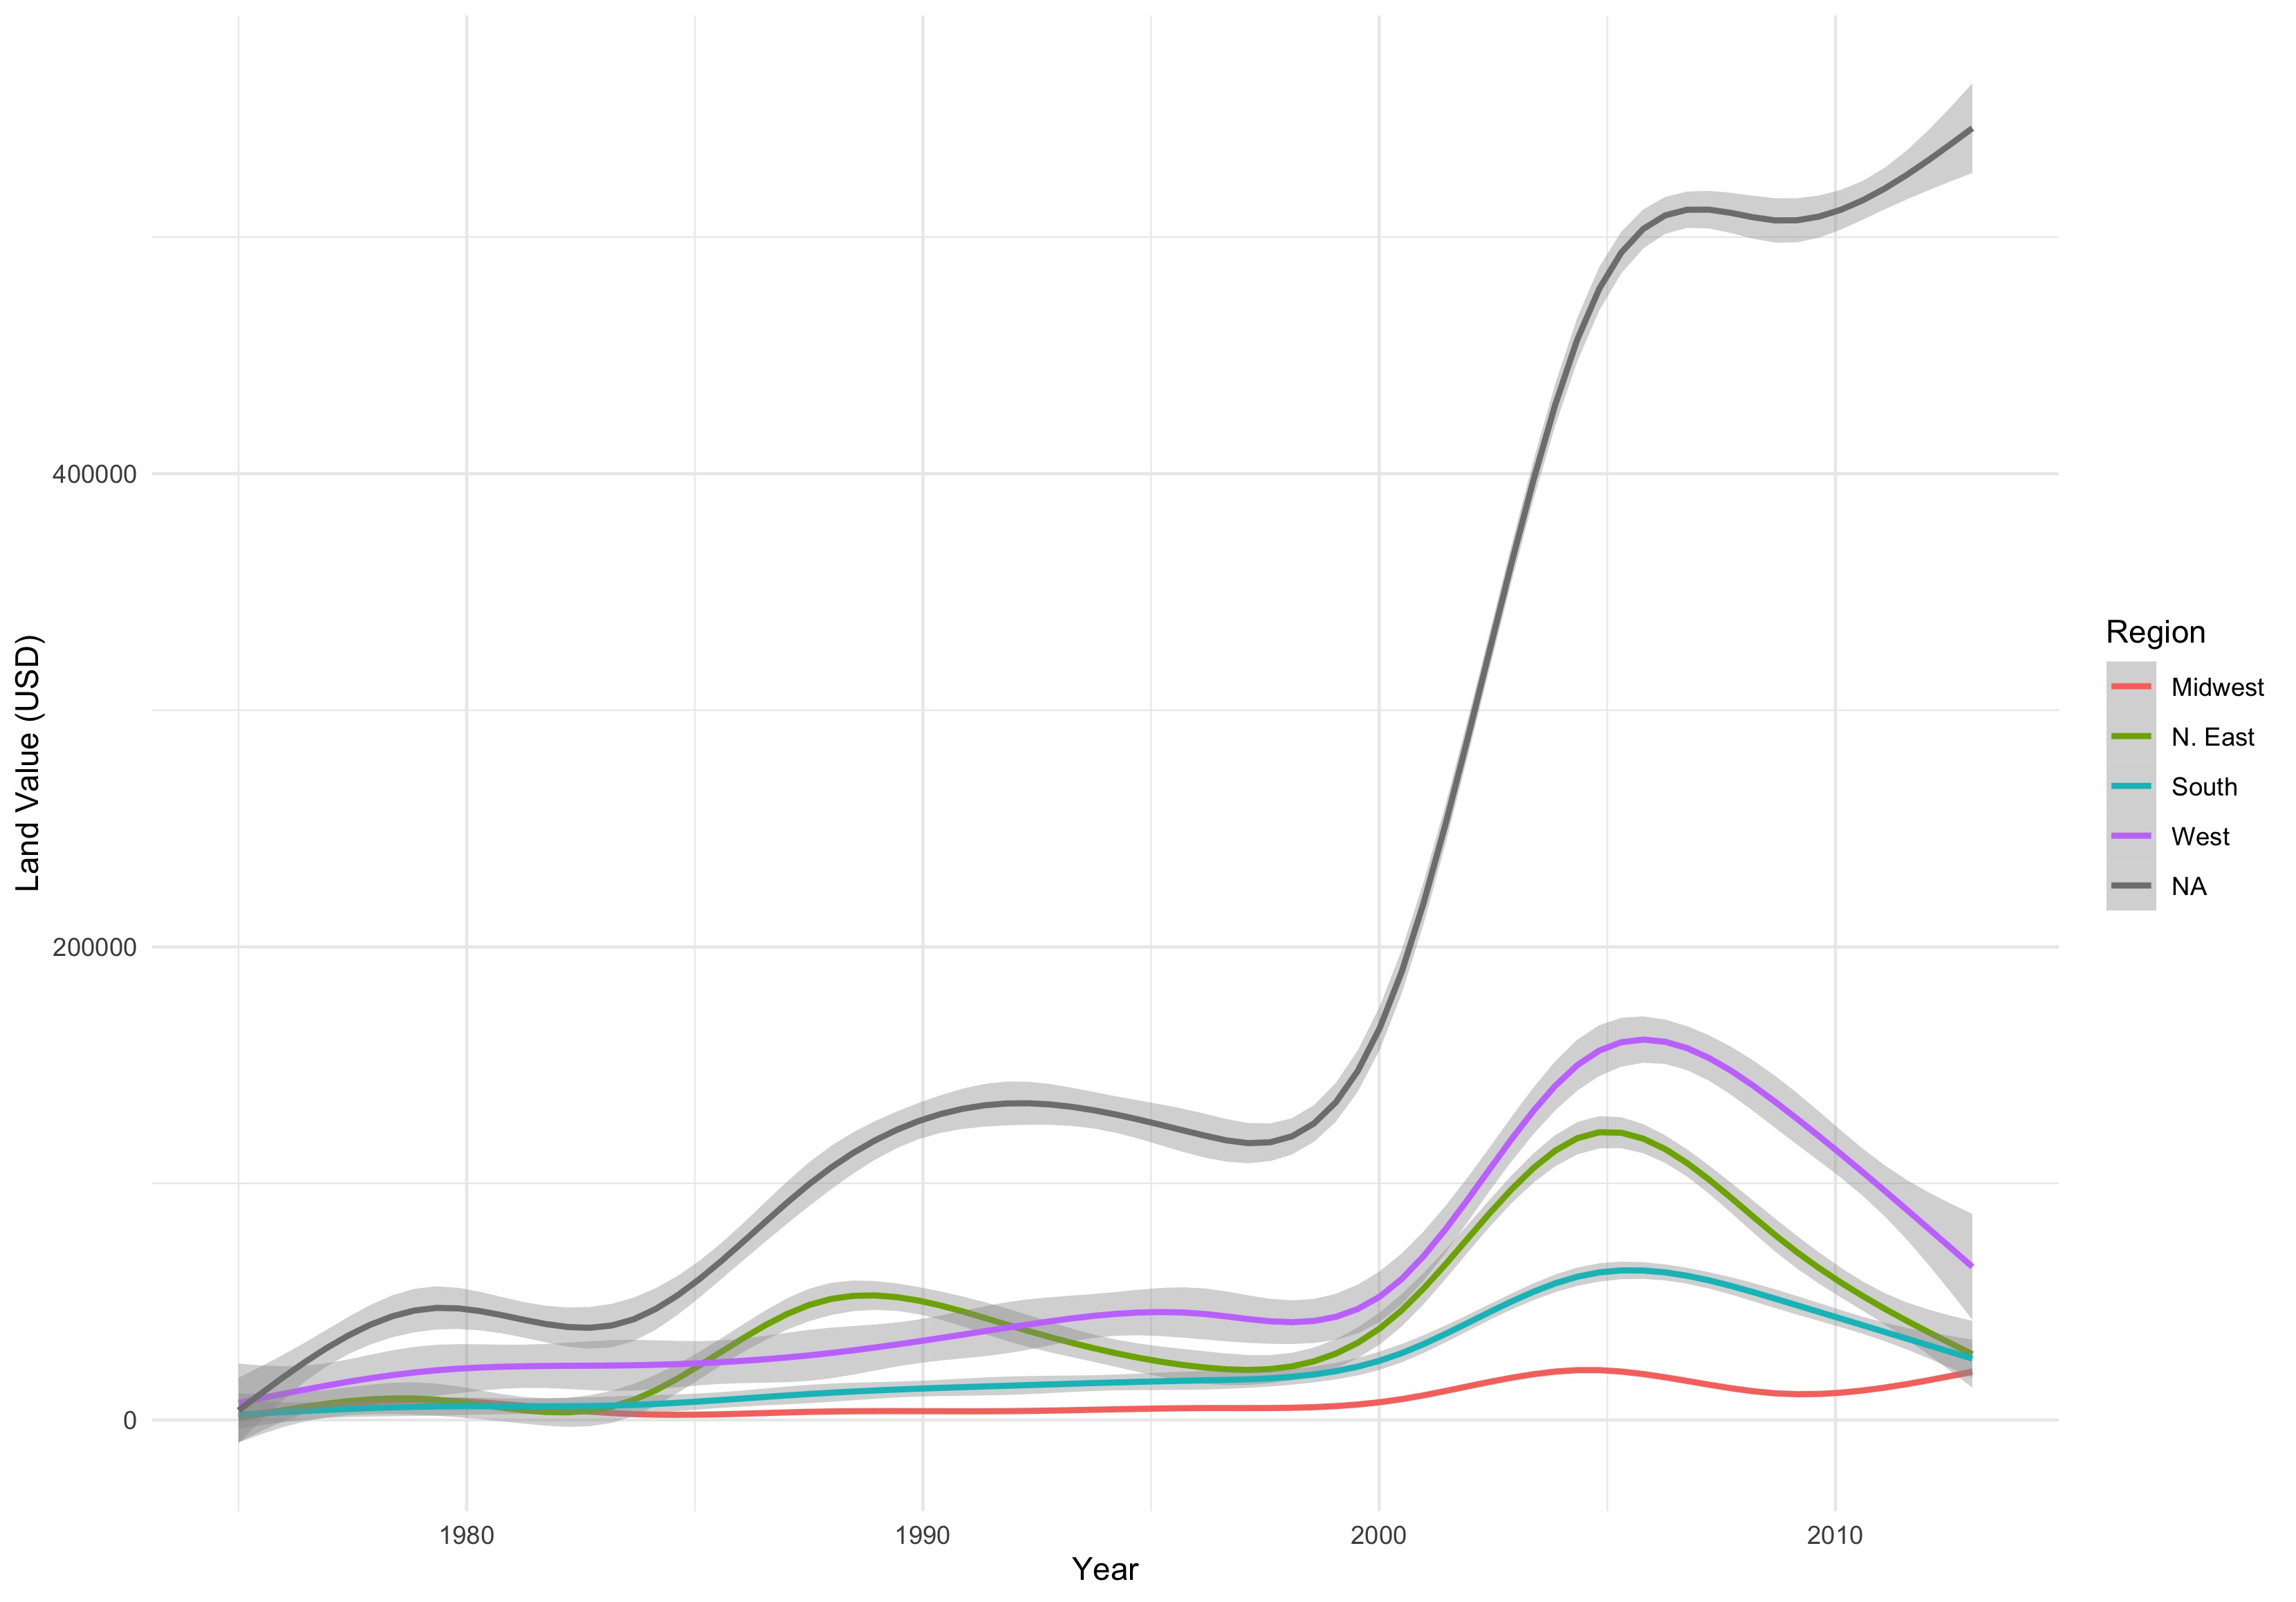 Land Value (USD)
400000
200000
0
1980
1990
2000
2010
Year
Region
Midwest
N. East
South
West
NA